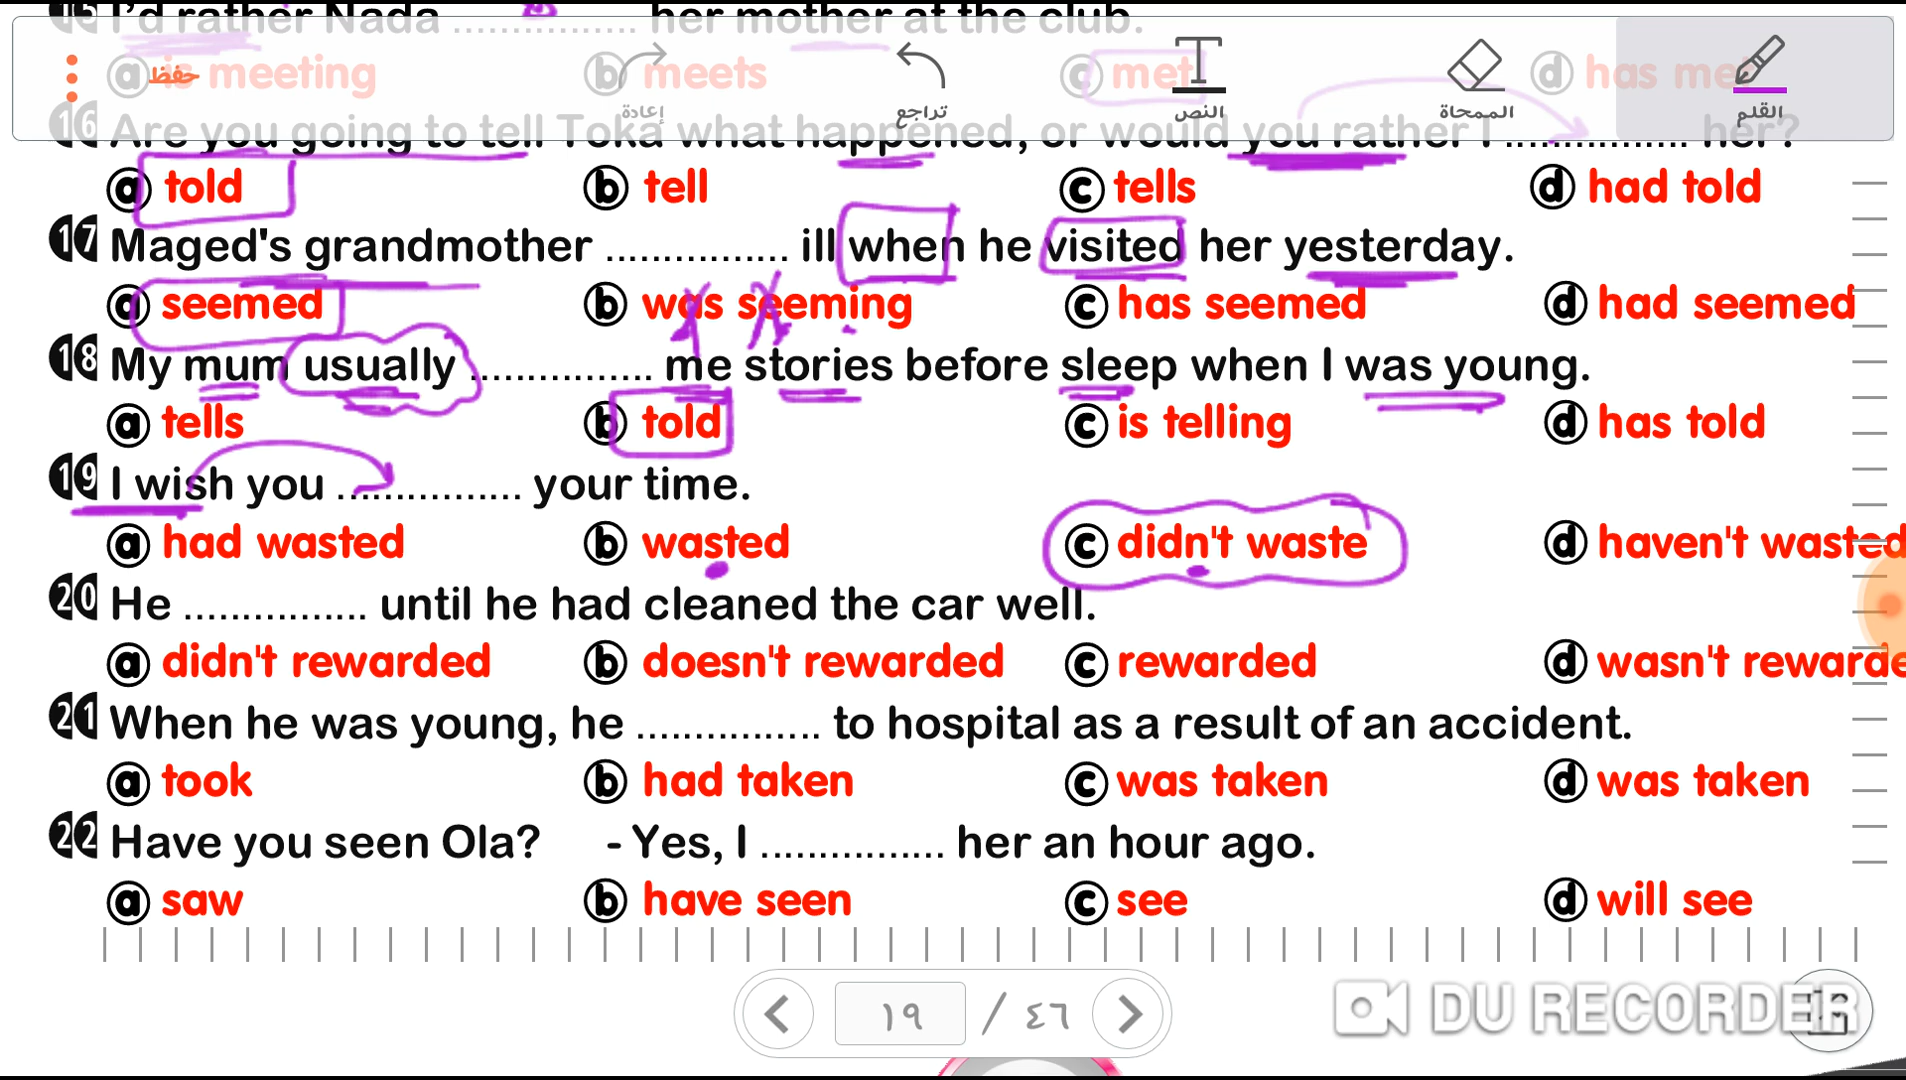 I'd rather Nada ................ her mother at the club.
ⓐ is meeting ⓑ meets ⓒ met ⓓ has met
حفظ إعادة تراجع النص الممحاة القلم
16 Are you going to tell Toka what happened, or would you rather I ................ her?
ⓐ told ⓑ tell ⓒ tells ⓓ had told
17 Maged's grandmother ................ ill when he visited her yesterday.
ⓐ seemed ⓑ was seeming ⓒ has seemed ⓓ had seemed
18 My mum usually ................ me stories before sleep when I was young.
ⓐ tells ⓑ told ⓒ is telling ⓓ has told
19 I wish you ................ your time.
ⓐ had wasted ⓑ wasted ⓒ didn't waste ⓓ haven't wasted
20 He ................ until he had cleaned the car well.
ⓐ didn't rewarded ⓑ doesn't rewarded ⓒ rewarded ⓓ wasn't rewarde
21 When he was young, he ................ to hospital as a result of an accident.
ⓐ took ⓑ had taken ⓒ was taken ⓓ was taken
22 Have you seen Ola? - Yes, I ................ her an hour ago.
ⓐ saw ⓑ have seen ⓒ see ⓓ will see
١٩ / ٤٦
DU RECORDER